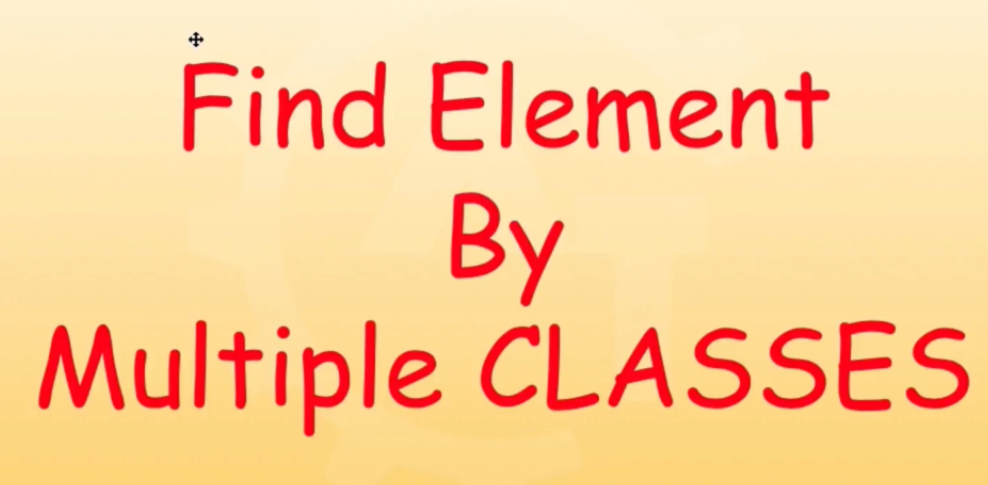 Find Element
By
Multiple CLASSES